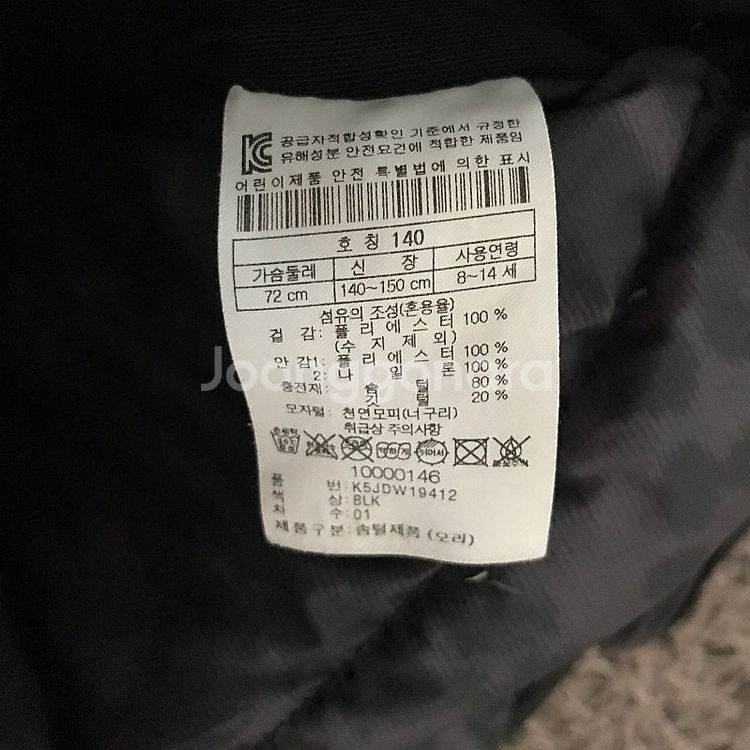 KC 공급자적합성확인 기준에서 규정한
유해성분 안전요건에 적합한 제품임
어린이제품 안전 특별법에 의한 표시
호 칭 140
가슴둘레 신 장 사용연령
72 cm 140~150 cm 8~14 세
섬유의 조성(혼용율)
겉 감: 폴리에스터 100 %
(수지제외)
안 감1: 폴리에스터 100 %
2: 나 일 론 100%
충전재: 솜 털 80 %
깃 털 20 %
모자털: 천연모피(너구리)
취급상 주의사항
10000146
품 번: K5JDW19412
색 상: BLK
차 수: 01
제품구분: 솜털제품 (오리)
Joonggonara